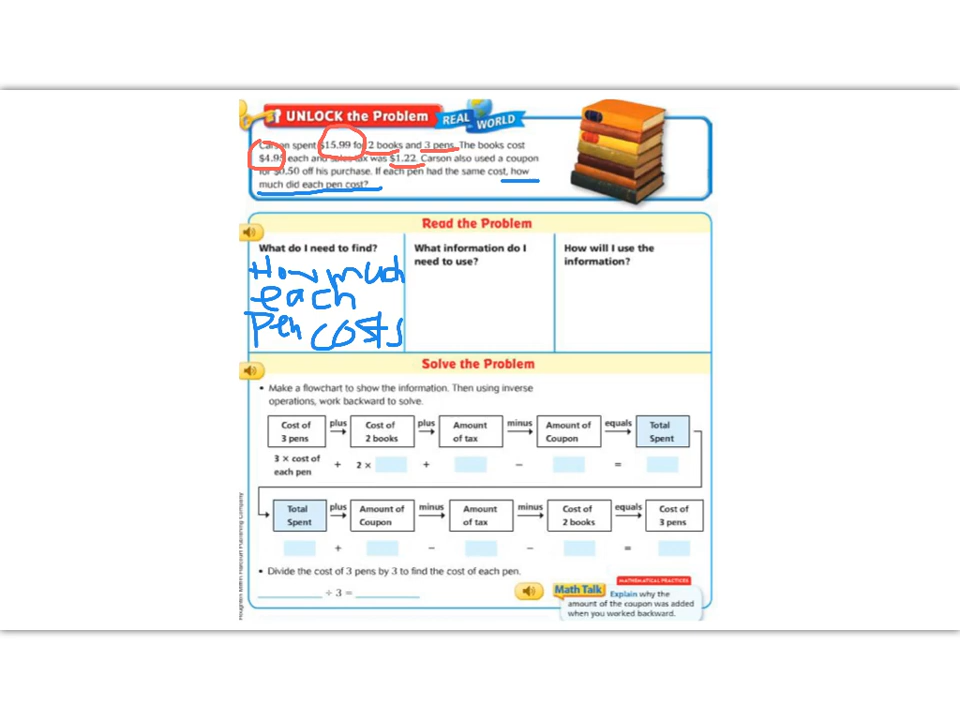 UNLOCK the Problem
REAL
WORLD
Carson spent $15.99 for 2 books and 3 pens. The books cost
$4.95 each and sales tax was $1.22. Carson also used a coupon
for $0.50 off his purchase. If each pen had the same cost, how
much did each pen cost?
Read the Problem
What do I need to find?
How much
each
Pen costs
What information do I
need to use?
How will I use the
information?
Solve the Problem
• Make a flowchart to show the information. Then using inverse
operations, work backward to solve.
Cost of
3 pens
plus
Cost of
2 books
plus
Amount
of tax
minus
Amount of
Coupon
equals
Total
Spent
3 × cost of
each pen
+ 2 × + − =
Total
Spent
plus
Amount of
Coupon
minus
Amount
of tax
minus
Cost of
2 books
equals
Cost of
3 pens
+ − − =
• Divide the cost of 3 pens by 3 to find the cost of each pen.
÷ 3 =
MATHEMATICAL PRACTICES
Math Talk
Explain why the
amount of the coupon was added
when you worked backward.
Houghton Mifflin Harcourt Publishing Company